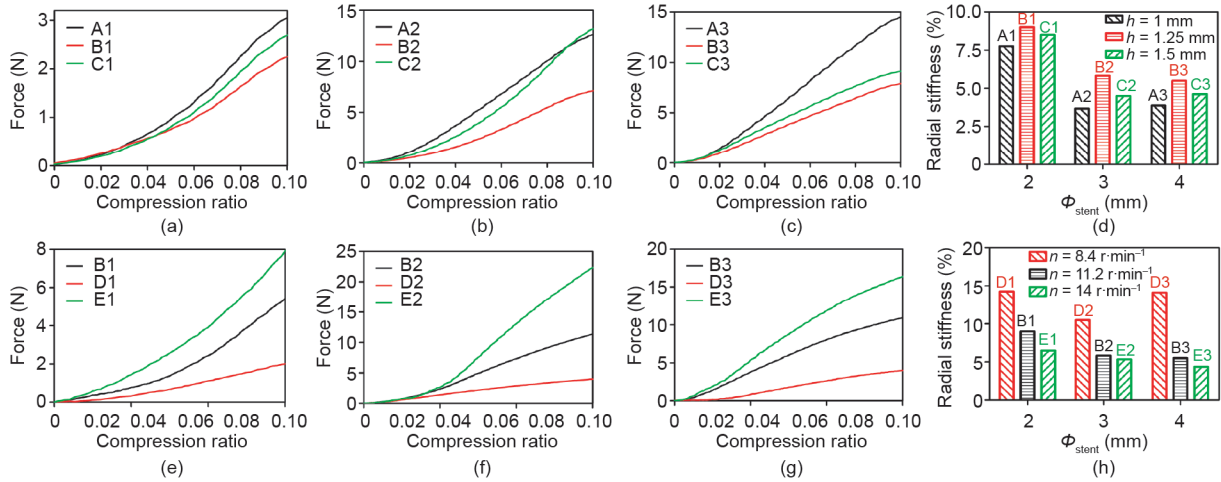 Force (N)
3
2
1
0
A1
B1
C1
0 0.02 0.04 0.06 0.08 0.10
Compression ratio
(a)
Force (N)
15
10
5
0
A2
B2
C2
0 0.02 0.04 0.06 0.08 0.10
Compression ratio
(b)
Force (N)
15
10
5
0
A3
B3
C3
0 0.02 0.04 0.06 0.08 0.10
Compression ratio
(c)
Radial stiffness (%)
10.0
7.5
5.0
2.5
0
h = 1 mm
h = 1.25 mm
h = 1.5 mm
A1 B1 C1
A2 B2 C2
A3 B3 C3
2 3 4
Φstent (mm)
(d)
Force (N)
8
6
4
2
0
B1
D1
E1
0 0.02 0.04 0.06 0.08 0.10
Compression ratio
(e)
Force (N)
25
20
15
10
5
0
B2
D2
E2
0 0.02 0.04 0.06 0.08 0.10
Compression ratio
(f)
Force (N)
20
15
10
5
0
B3
D3
E3
0 0.02 0.04 0.06 0.08 0.10
Compression ratio
(g)
Radial stiffness (%)
20
15
10
5
0
n = 8.4 r·min⁻¹
n = 11.2 r·min⁻¹
n = 14 r·min⁻¹
D1 B1 E1
D2 B2 E2
D3 B3 E3
2 3 4
Φstent (mm)
(h)